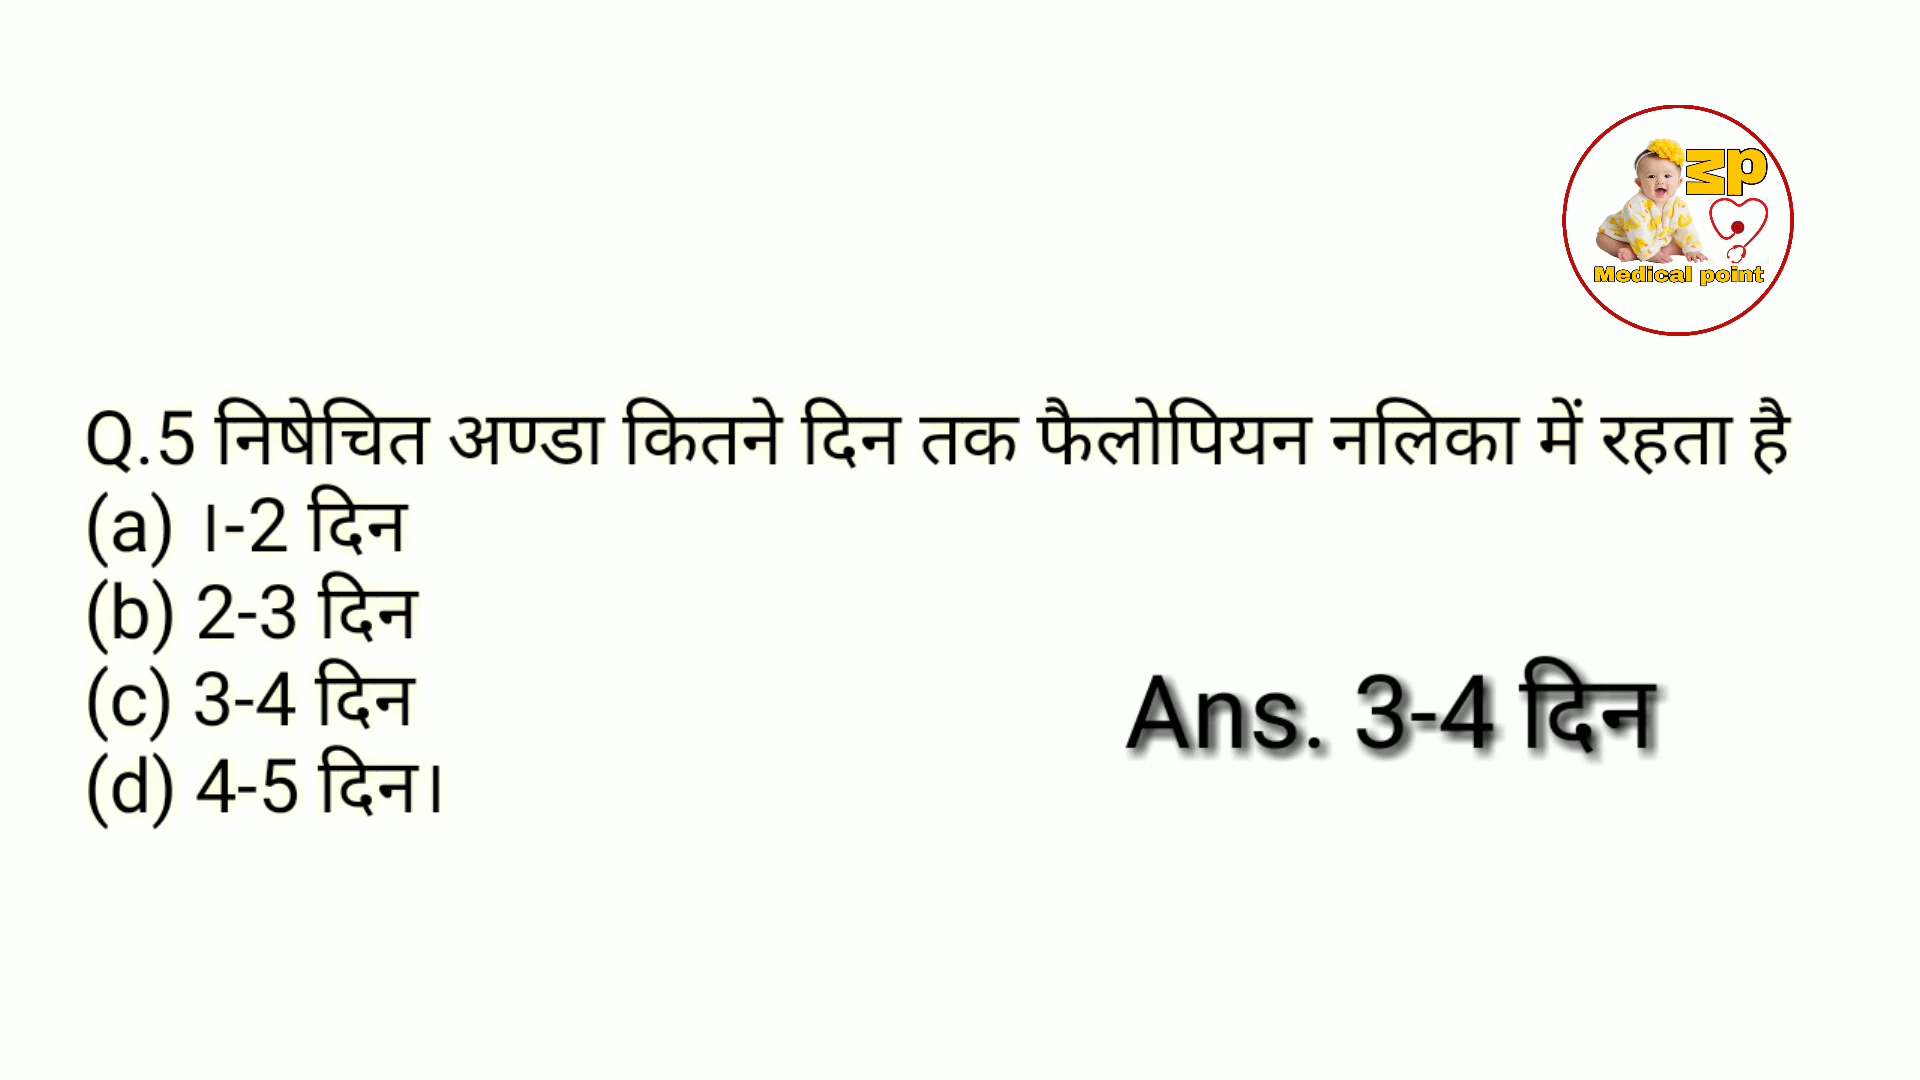 Mp
Medical point
Q.5 निषेचित अण्डा कितने दिन तक फैलोपियन नलिका में रहता है
(a) ।-2 दिन
(b) 2-3 दिन
(c) 3-4 दिन
(d) 4-5 दिन।
Ans. 3-4 दिन